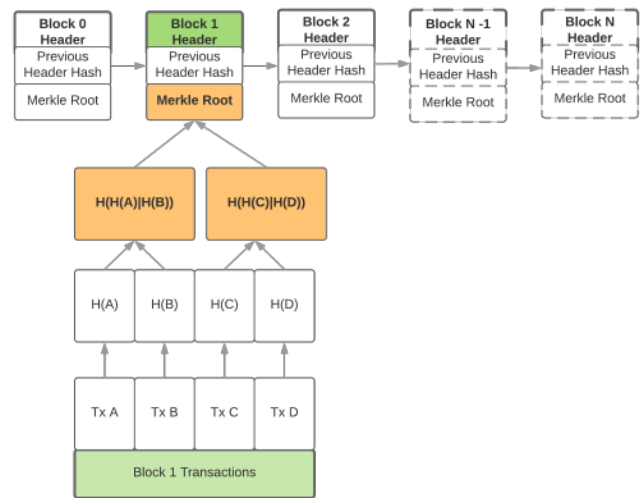 Block 0
Header
Previous
Header Hash
Merkle Root
Block 1
Header
Previous
Header Hash
Merkle Root
Block 2
Header
Previous
Header Hash
Merkle Root
Block N -1
Header
Previous
Header Hash
Merkle Root
Block N
Header
Previous
Header Hash
Merkle Root
H(H(A)|H(B))
H(H(C)|H(D))
H(A)
H(B)
H(C)
H(D)
Tx A
Tx B
Tx C
Tx D
Block 1 Transactions